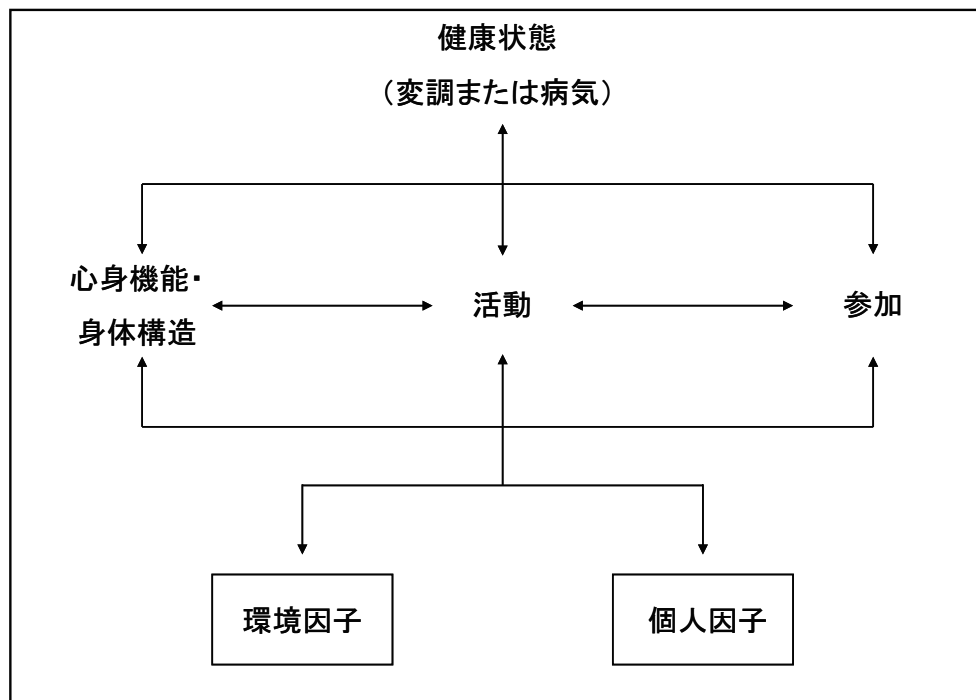 健康状態
（変調または病気）
心身機能・
身体構造
活動
参加
環境因子
個人因子